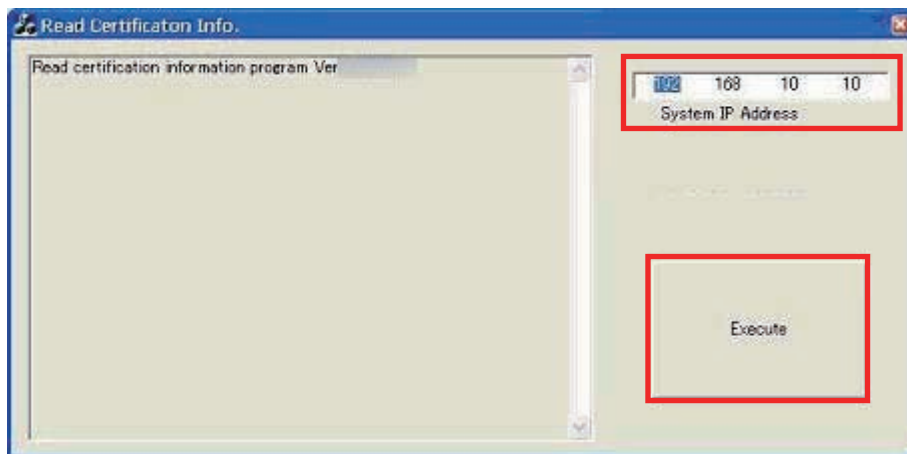 Read Certificaton Info.
Read certification information program Ver
192 168 10 10
System IP Address
Execute